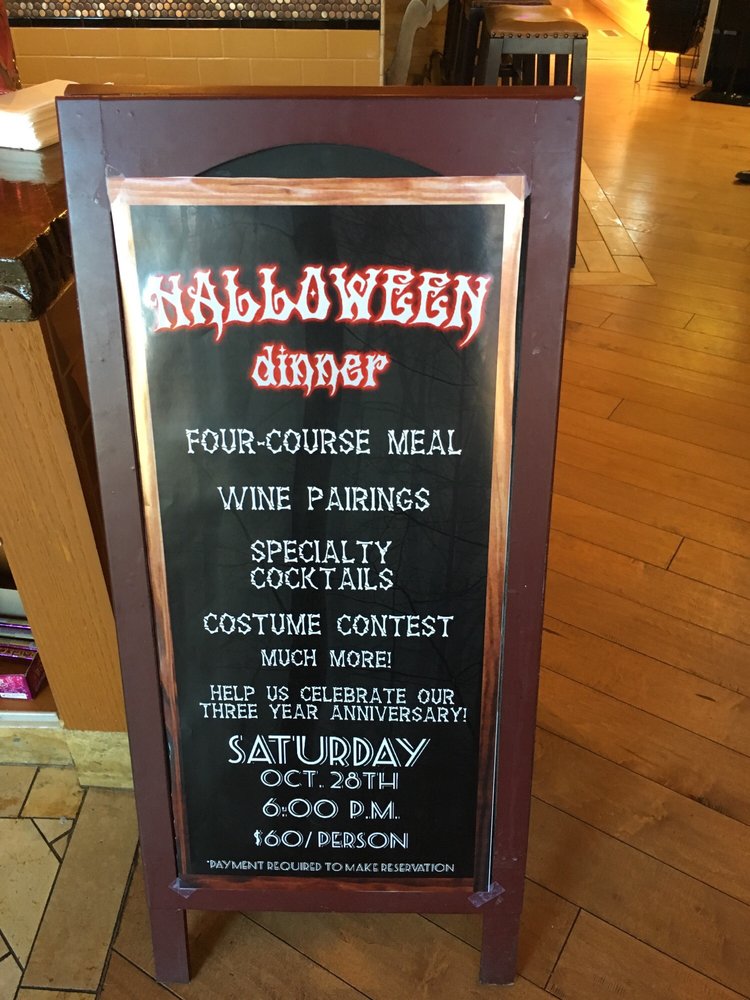 HALLOWEEN
dinner
FOUR-COURSE MEAL
WINE PAIRINGS
SPECIALTY
COCKTAILS
COSTUME CONTEST
MUCH MORE!
HELP US CELEBRATE OUR
THREE YEAR ANNIVERSARY!
SATURDAY
OCT. 28TH
6:00 P.M.
$60/PERSON
*PAYMENT REQUIRED TO MAKE RESERVATION